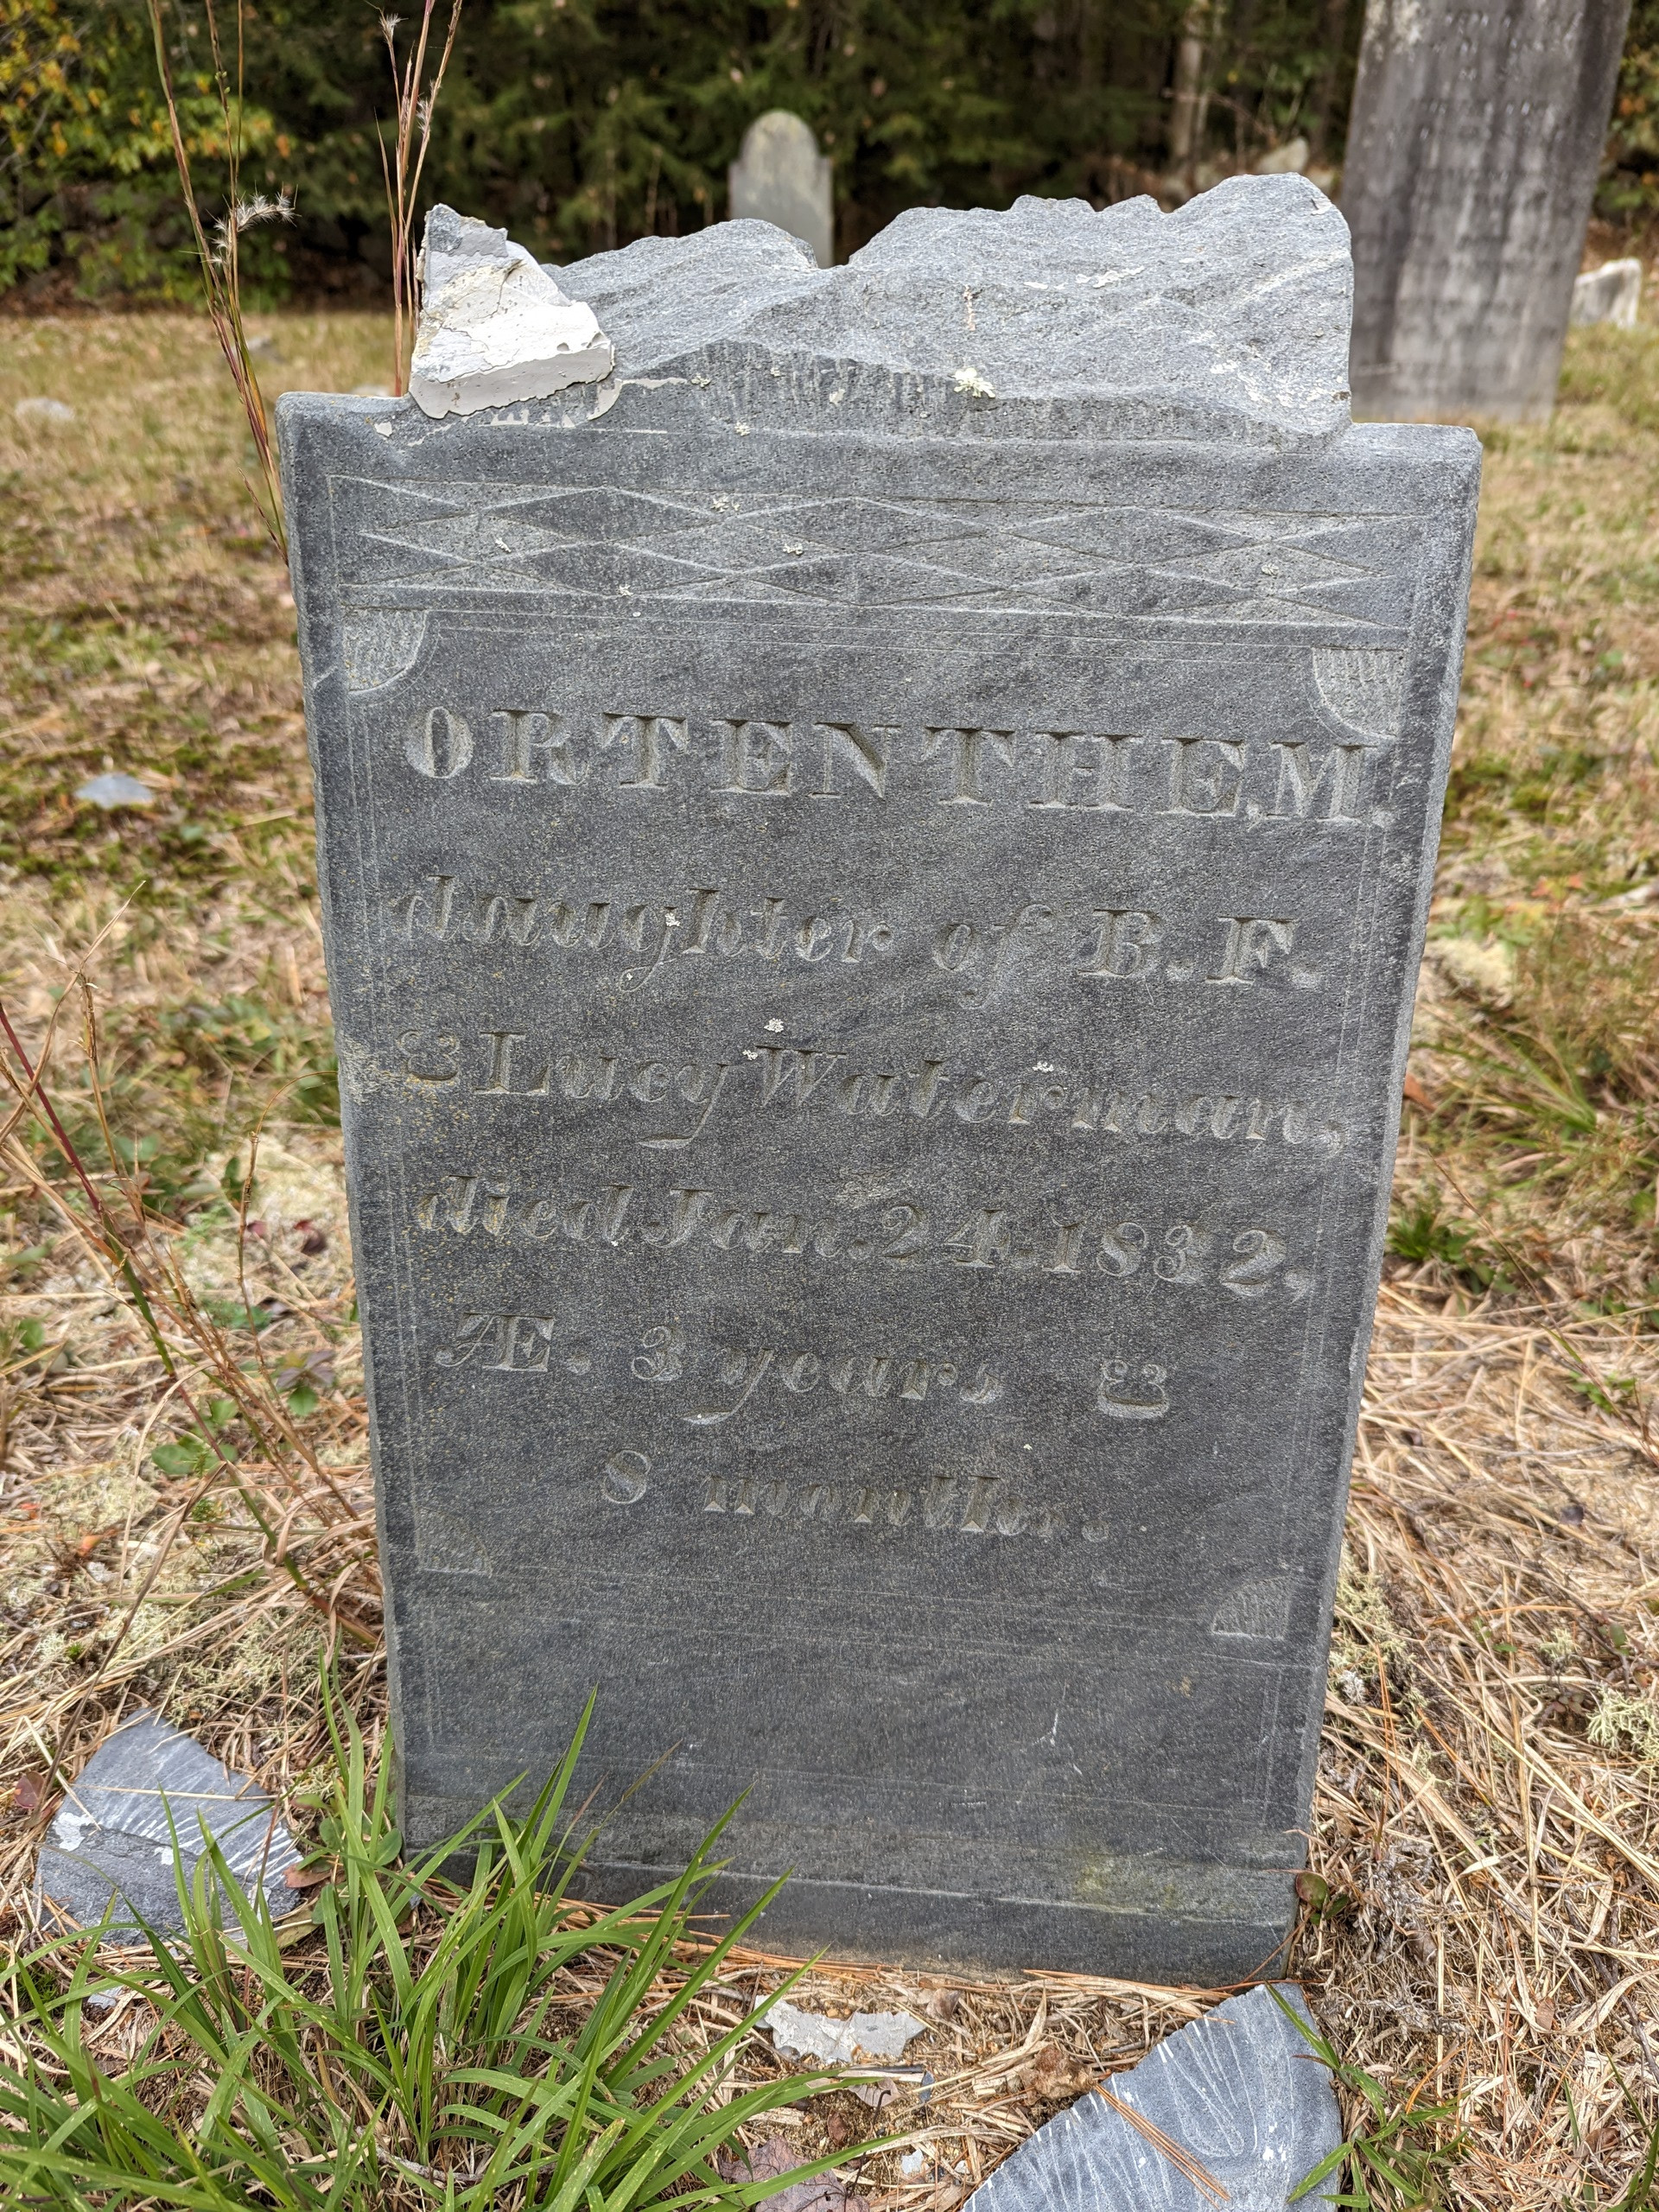 ORTENTHE,M.
daughter of B. F.
& Lucy Waterman,
died Jan. 24. 1832,
Æ. 3 years &
8 months.